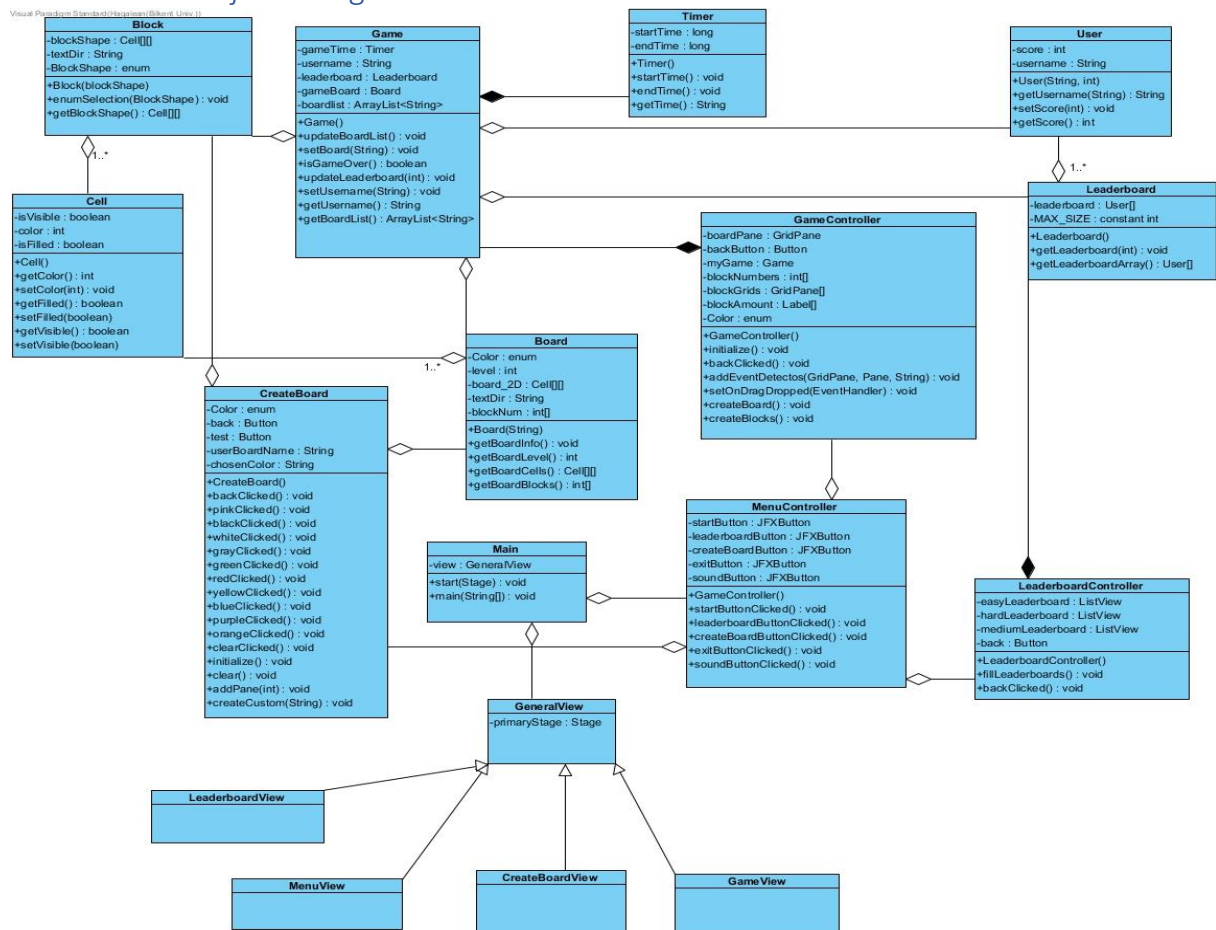 Visual Paradigm Standard(Haqalean(Bilkent Univ.))
Block
-blockShape : Cell[][]
-textDir : String
-BlockShape : enum
+Block(blockShape)
+enumSelection(BlockShape) : void
+getBlockShape() : Cell[][]
1..*
Cell
-isVisible : boolean
-color : int
-isFilled : boolean
+Cell()
+getColor() : int
+setColor(int) : void
+getFilled() : boolean
+setFilled(boolean)
+getVisible() : boolean
+setVisible(boolean)
Game
-gameTime : Timer
-username : String
-leaderboard : Leaderboard
-gameBoard : Board
-boardlist : ArrayList<String>
+Game()
+updateBoardList() : void
+setBoard(String) : void
+isGameOver() : boolean
+updateLeaderboard(int) : void
+setUsername(String) : void
+getUsername() : String
+getBoardList() : ArrayList<String>
Timer
-startTime : long
-endTime : long
+Timer()
+startTime() : void
+endTime() : void
+getTime() : String
User
-score : int
-username : String
+User(String, int)
+getUsername(String) : String
+setScore(int) : void
+getScore() : int
1..*
Leaderboard
-leaderboard : User[]
-MAX_SIZE : constant int
+Leaderboard()
+getLeaderboard(int) : void
+getLeaderboardArray() : User[]
GameController
-boardPane : GridPane
-backButton : Button
-myGame : Game
-blockNumbers : int[]
-blockGrids : GridPane[]
-blockAmount : Label[]
-Color : enum
+GameController()
+initialize() : void
+backClicked() : void
+addEventDetectos(GridPane, Pane, String) : void
+setOnDragDropped(EventHandler) : void
+createBoard() : void
+createBlocks() : void
1..*
Board
-Color : enum
-level : int
-board_2D : Cell[][]
-textDir : String
-blockNum : int[]
+Board(String)
+getBoardInfo() : void
+getBoardLevel() : int
+getBoardCells() : Cell[][]
+getBoardBlocks() : int[]
CreateBoard
-Color : enum
-back : Button
-test : Button
-userBoardName : String
-chosenColor : String
+CreateBoard()
+backClicked() : void
+pinkClicked() : void
+blackClicked() : void
+whiteClicked() : void
+grayClicked() : void
+greenClicked() : void
+redClicked() : void
+yellowClicked() : void
+blueClicked() : void
+purpleClicked() : void
+orangeClicked() : void
+clearClicked() : void
+initialize() : void
+clear() : void
+addPane(int) : void
+createCustom(String) : void
Main
-view : GeneralView
+start(Stage) : void
+main(String[]) : void
MenuController
-startButton : JFXButton
-leaderboardButton : JFXButton
-createBoardButton : JFXButton
-exitButton : JFXButton
-soundButton : JFXButton
+GameController()
+startButtonClicked() : void
+leaderboardButtonClicked() : void
+createBoardButtonClicked() : void
+exitButtonClicked() : void
+soundButtonClicked() : void
LeaderboardController
-easyLeaderboard : ListView
-hardLeaderboard : ListView
-mediumLeaderboard : ListView
-back : Button
+LeaderboardController()
+fillLeaderboards() : void
+backClicked() : void
GeneralView
-primaryStage : Stage
LeaderboardView
MenuView
CreateBoardView
GameView